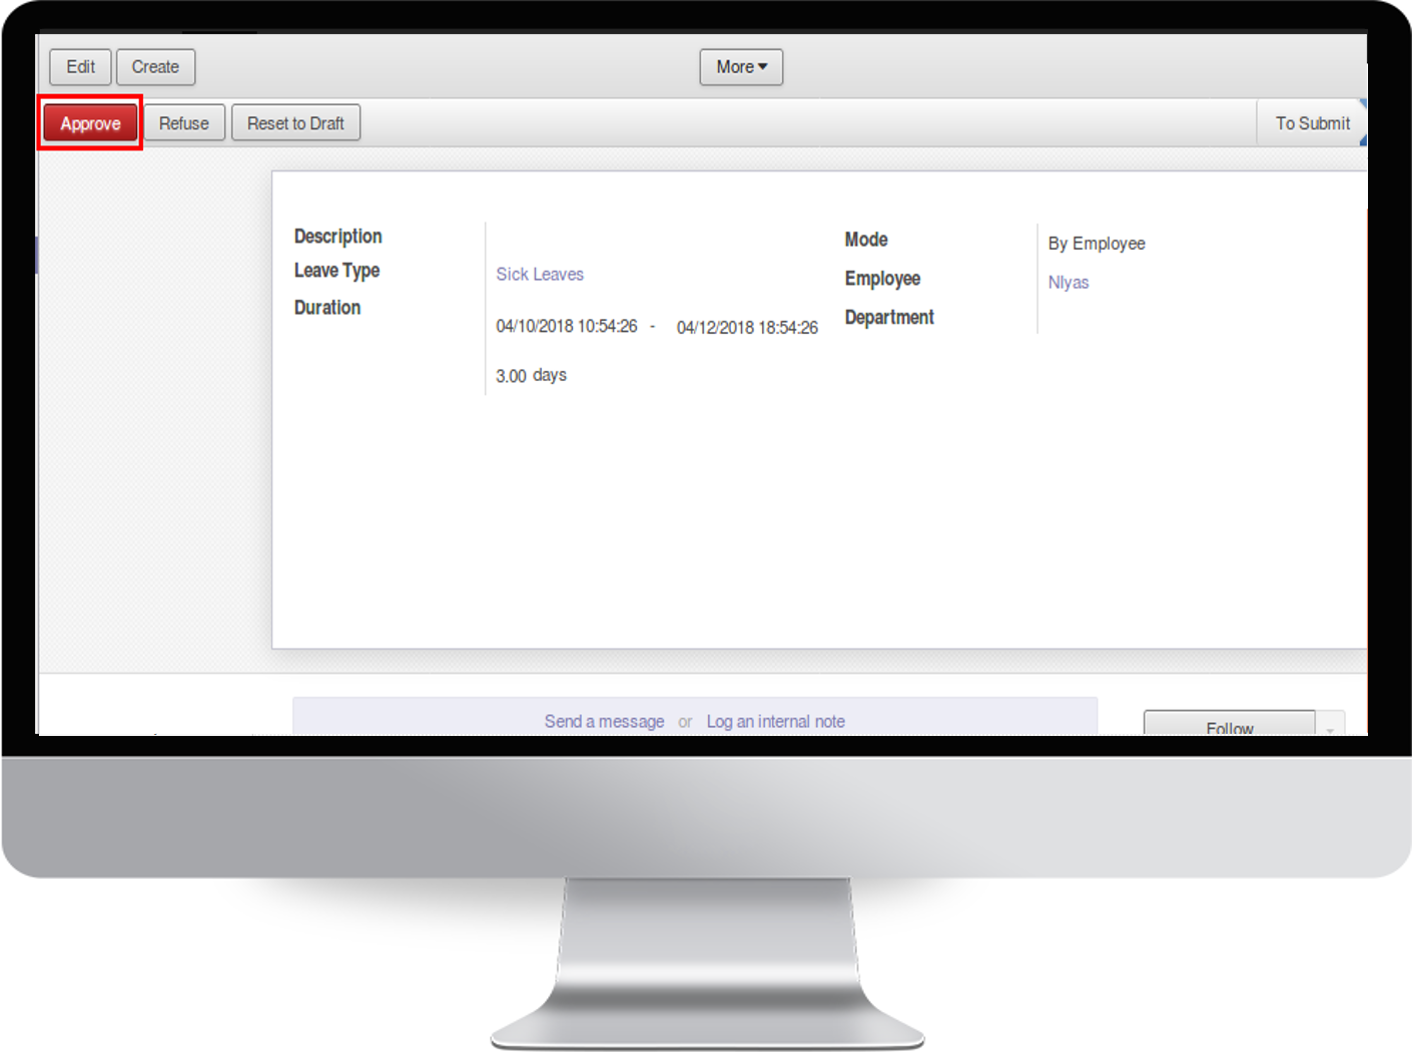 Edit Create More
Approve Refuse Reset to Draft To Submit
Description
Leave Type Sick Leaves
Duration
04/10/2018 10:54:26 - 04/12/2018 18:54:26
3.00 days
Mode By Employee
Employee Nlyas
Department
Send a message or Log an internal note
Follow